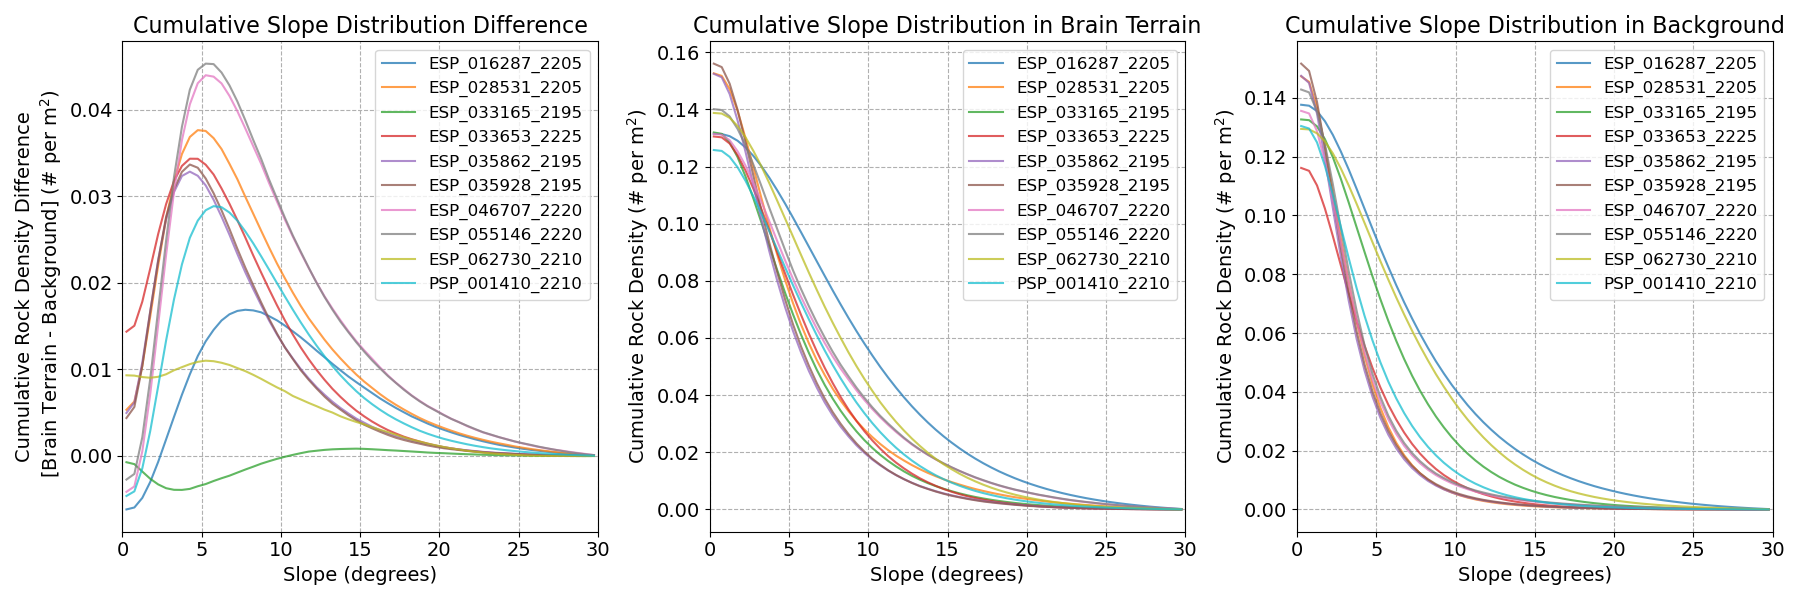 Cumulative Slope Distribution Difference
Cumulative Rock Density Difference
[Brain Terrain - Background] (# per m²)
0.04
0.03
0.02
0.01
0.00
0
5
10
15
20
25
30
Slope (degrees)
ESP_016287_2205
ESP_028531_2205
ESP_033165_2195
ESP_033653_2225
ESP_035862_2195
ESP_035928_2195
ESP_046707_2220
ESP_055146_2220
ESP_062730_2210
PSP_001410_2210
Cumulative Slope Distribution in Brain Terrain
Cumulative Rock Density (# per m²)
0.16
0.14
0.12
0.10
0.08
0.06
0.04
0.02
0.00
0
5
10
15
20
25
30
Slope (degrees)
ESP_016287_2205
ESP_028531_2205
ESP_033165_2195
ESP_033653_2225
ESP_035862_2195
ESP_035928_2195
ESP_046707_2220
ESP_055146_2220
ESP_062730_2210
PSP_001410_2210
Cumulative Slope Distribution in Background
Cumulative Rock Density (# per m²)
0.14
0.12
0.10
0.08
0.06
0.04
0.02
0.00
0
5
10
15
20
25
30
Slope (degrees)
ESP_016287_2205
ESP_028531_2205
ESP_033165_2195
ESP_033653_2225
ESP_035862_2195
ESP_035928_2195
ESP_046707_2220
ESP_055146_2220
ESP_062730_2210
PSP_001410_2210